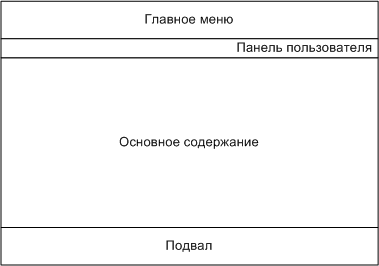 Главное меню
Панель пользователя
Основное содержание
Подвал